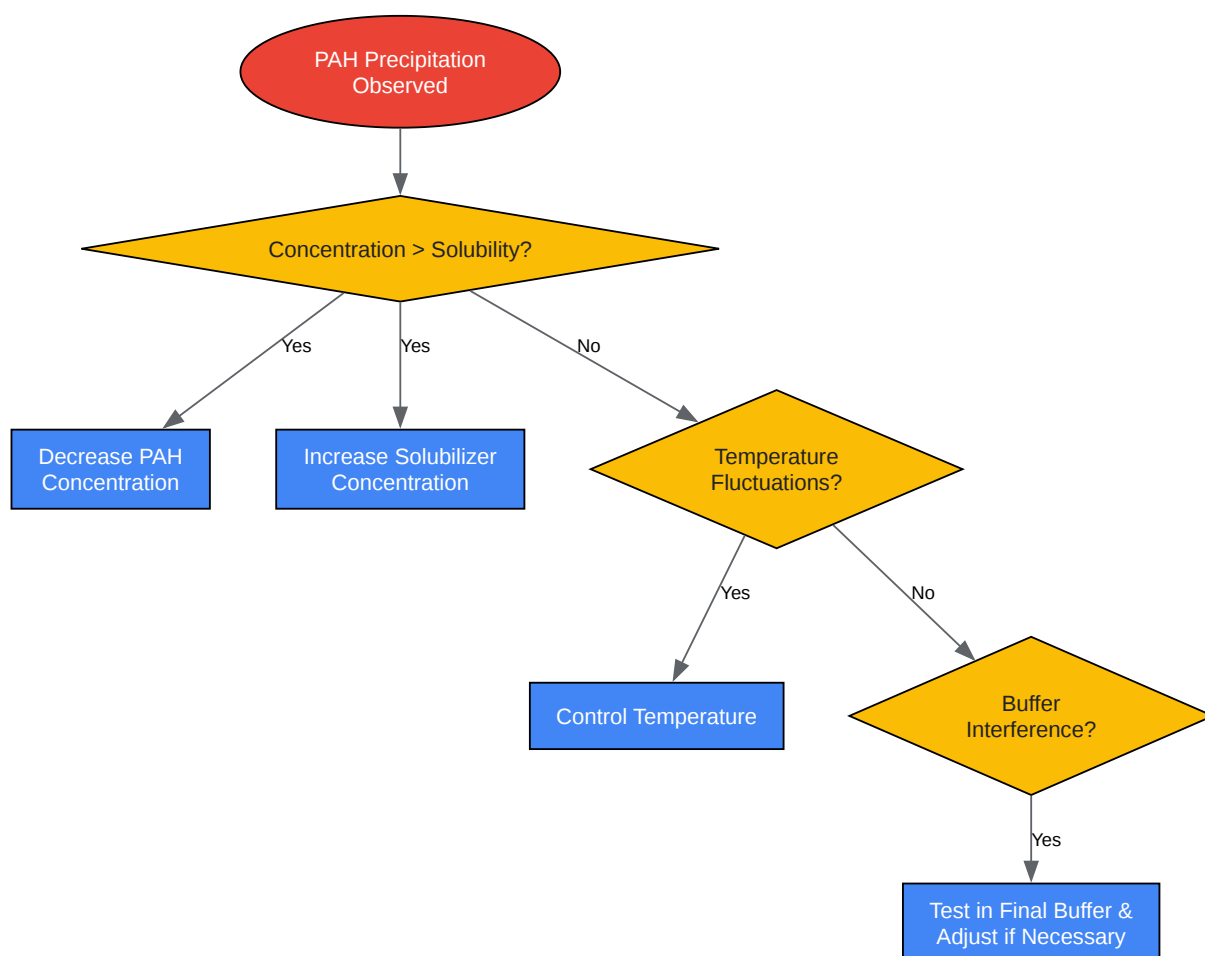 PAH Precipitation
Observed
Concentration > Solubility?
Yes
Yes
No
Decrease PAH
Concentration
Increase Solubilizer
Concentration
Temperature
Fluctuations?
Yes
No
Control Temperature
Buffer
Interference?
Yes
Test in Final Buffer &
Adjust if Necessary